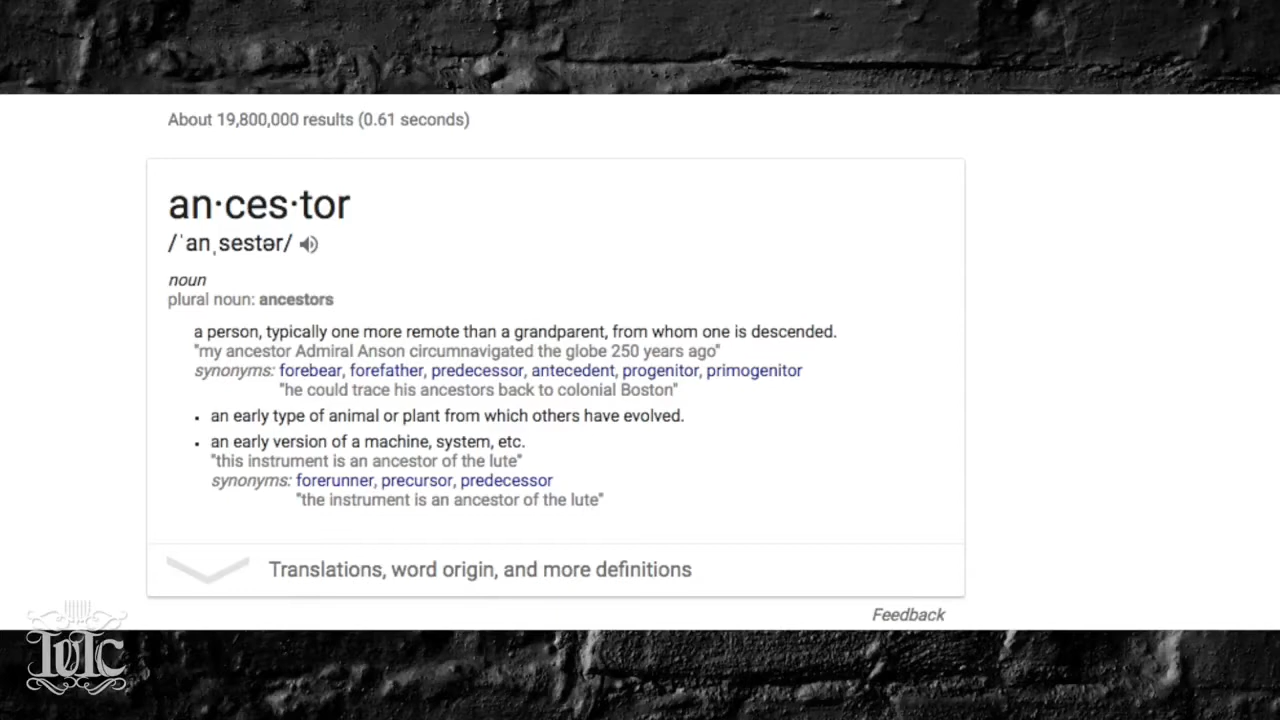 About 19,800,000 results (0.61 seconds)
an·ces·tor
/ˈanˌsestər/
noun
plural noun: ancestors
a person, typically one more remote than a grandparent, from whom one is descended.
"my ancestor Admiral Anson circumnavigated the globe 250 years ago"
synonyms: forebear, forefather, predecessor, antecedent, progenitor, primogenitor
"he could trace his ancestors back to colonial Boston"
• an early type of animal or plant from which others have evolved.
• an early version of a machine, system, etc.
"this instrument is an ancestor of the lute"
synonyms: forerunner, precursor, predecessor
"the instrument is an ancestor of the lute"
Translations, word origin, and more definitions
Feedback
IUIC